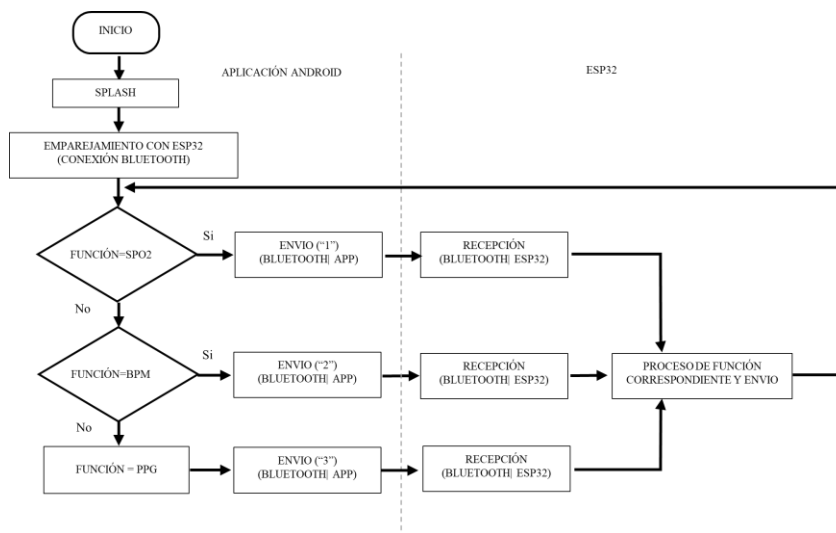 INICIO
APLICACIÓN ANDROID
ESP32
SPLASH
EMPAREJAMIENTO CON ESP32
(CONEXIÓN BLUETOOTH)
FUNCIÓN=SPO2
Si
ENVIO (“1”)
(BLUETOOTH| APP)
RECEPCIÓN
(BLUETOOTH| ESP32)
No
FUNCIÓN=BPM
Si
ENVIO (“2”)
(BLUETOOTH| APP)
RECEPCIÓN
(BLUETOOTH| ESP32)
PROCESO DE FUNCIÓN
CORRESPONDIENTE Y ENVIO
No
FUNCIÓN = PPG
ENVIO (“3”)
(BLUETOOTH| APP)
RECEPCIÓN
(BLUETOOTH| ESP32)